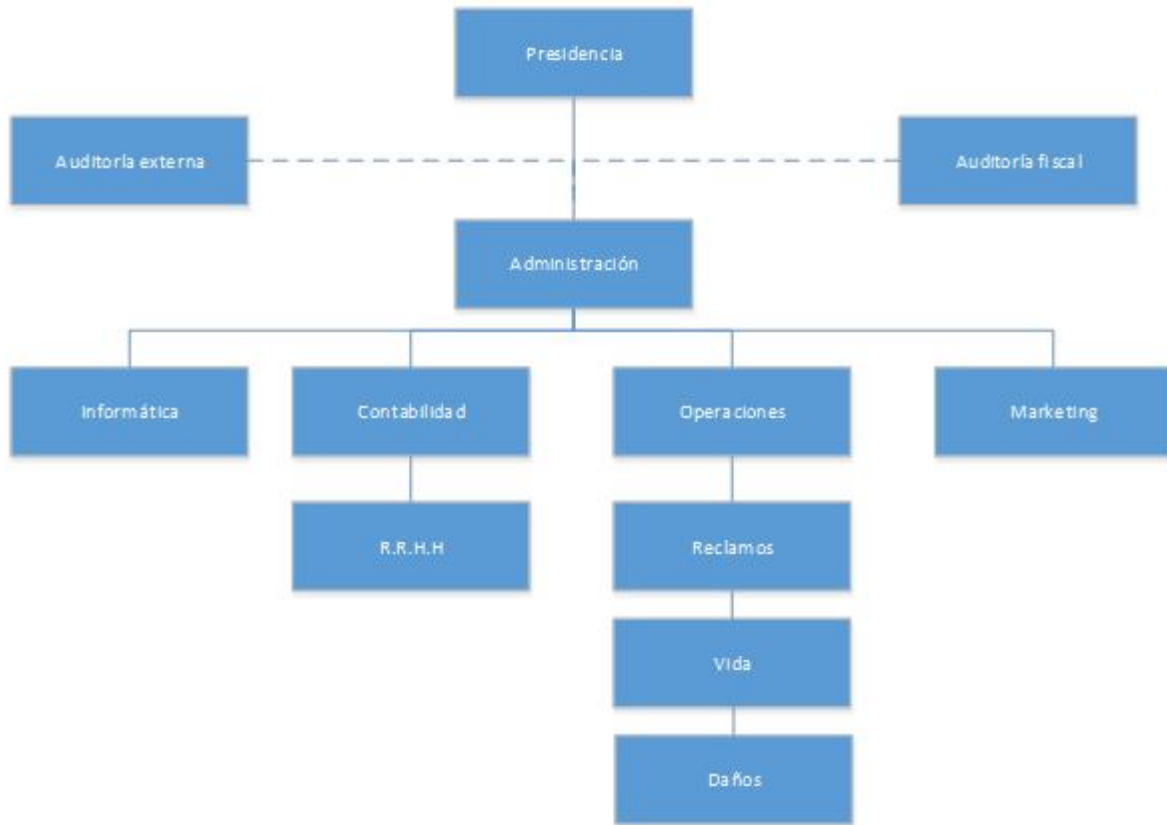 Presidencia
Auditoría externa
Auditoría fiscal
Administración
Informática
Contabilidad
Operaciones
Marketing
R.R.H.H
Reclamos
Vida
Daños